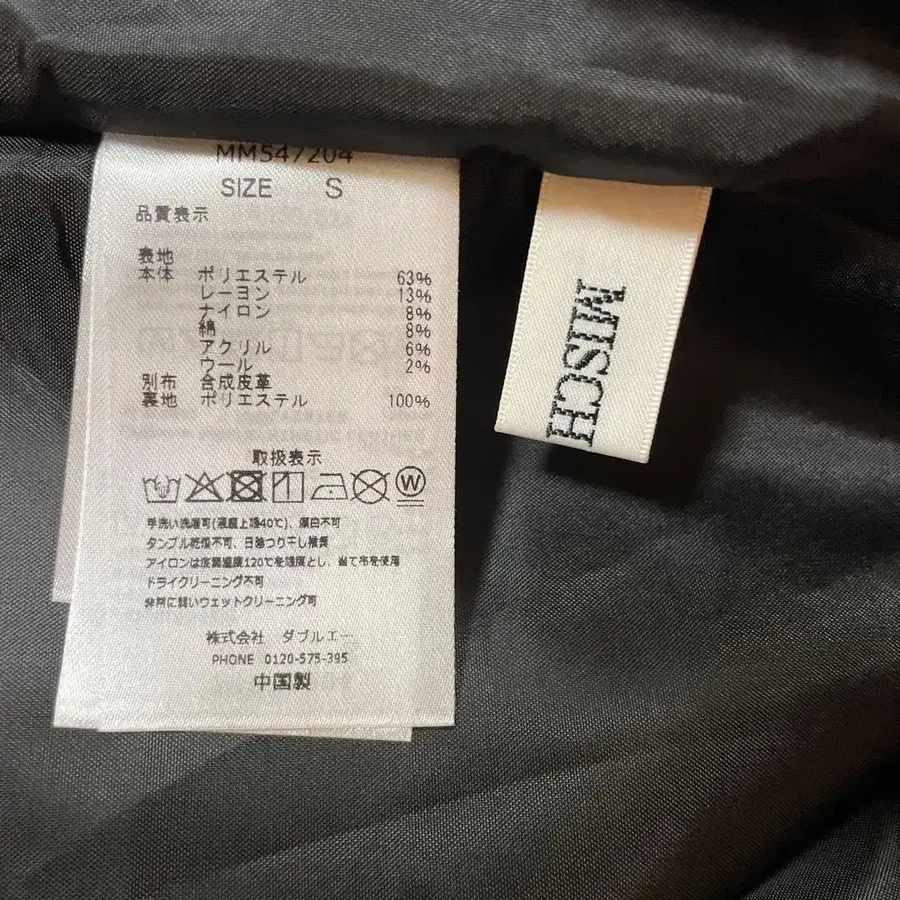 MM547204
SIZE S
品質表示
表地
本体 ポリエステル 63%
レーヨン 13%
ナイロン 8%
綿 8%
アクリル 6%
ウール 2%
別布 合成皮革
裏地 ポリエステル 100%
取扱表示
W
手洗い洗濯可(液温上限40℃)、漂白不可
タンブル乾燥不可、日陰つり干し推奨
アイロンは底面温度120℃を限度とし、当て布を使用
ドライクリーニング不可
非常に弱いウェットクリーニング可
株式会社 ダブルエー
PHONE 0120-575-395
中国製
MISCH